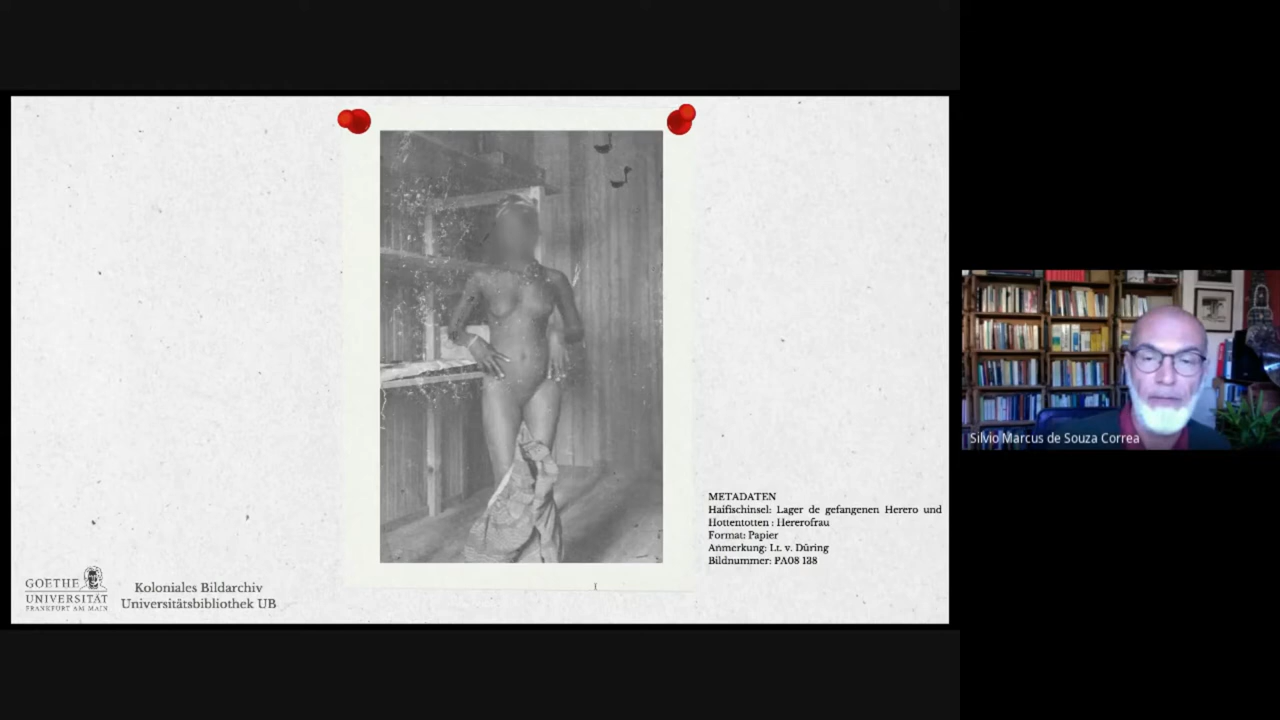 METADATEN
Haifischinsel: Lager de gefangenen Herero und
Hottentotten : Hererofrau
Format: Papier
Anmerkung: Lt. v. Düring
Bildnummer: PA08 138
GOETHE
UNIVERSITÄT
FRANKFURT AM MAIN
Koloniales Bildarchiv
Universitätsbibliothek UB
Silvio Marcus de Souza Correa